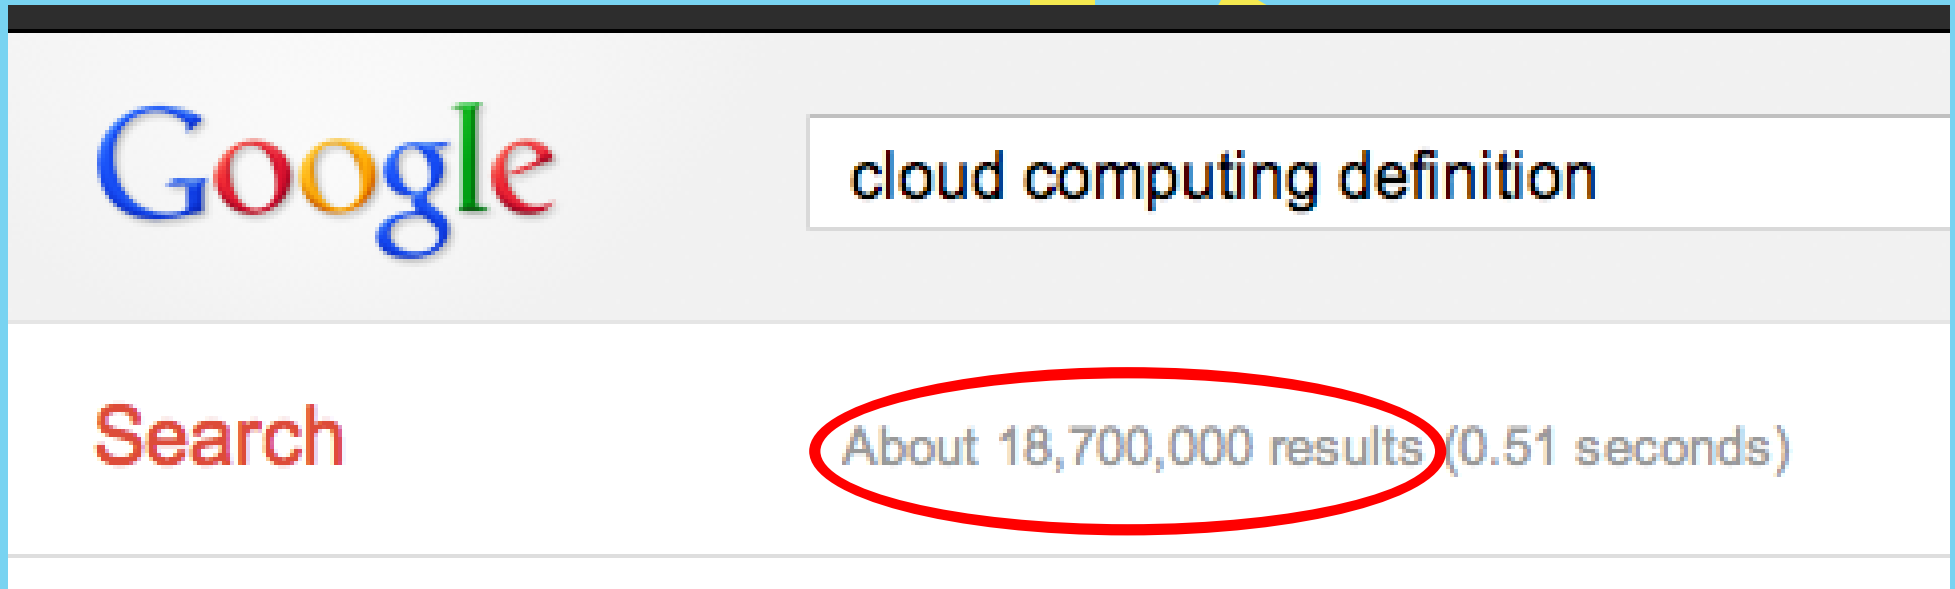 Google
cloud computing definition
Search
About 18,700,000 results (0.51 seconds)